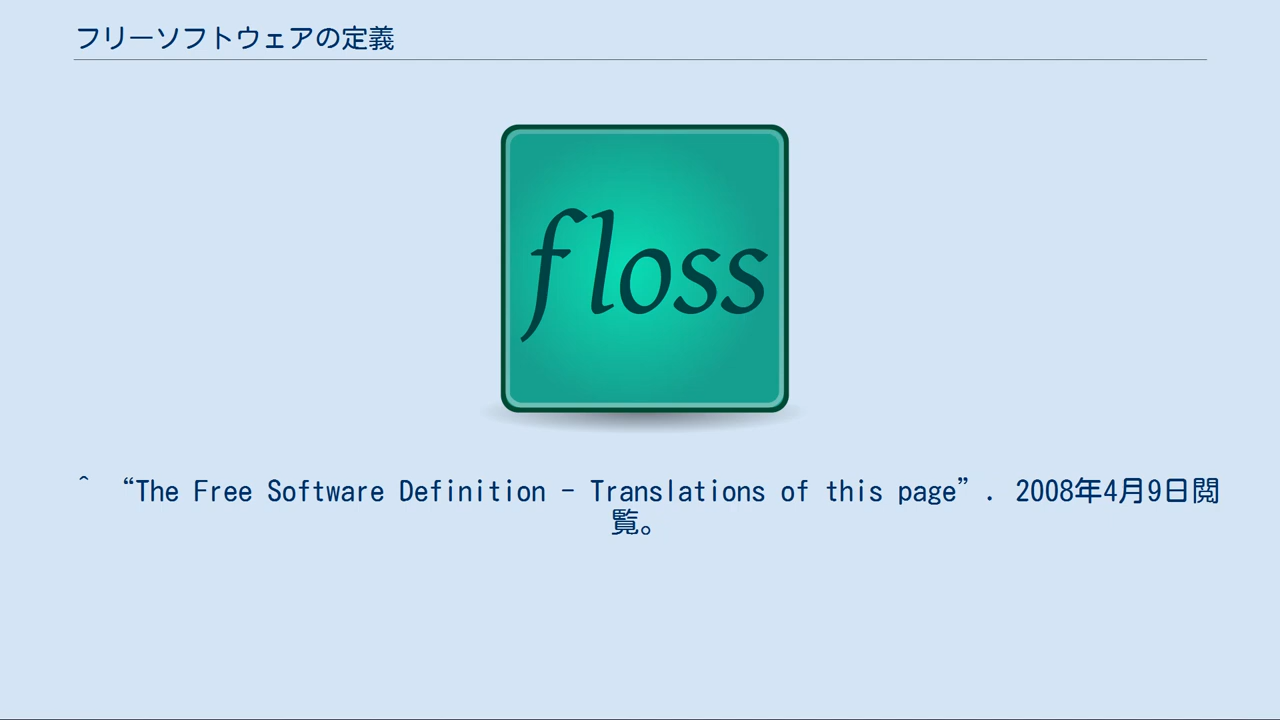 フリーソフトウェアの定義
floss
^ “The Free Software Definition - Translations of this page”. 2008年4月9日閲
覧。